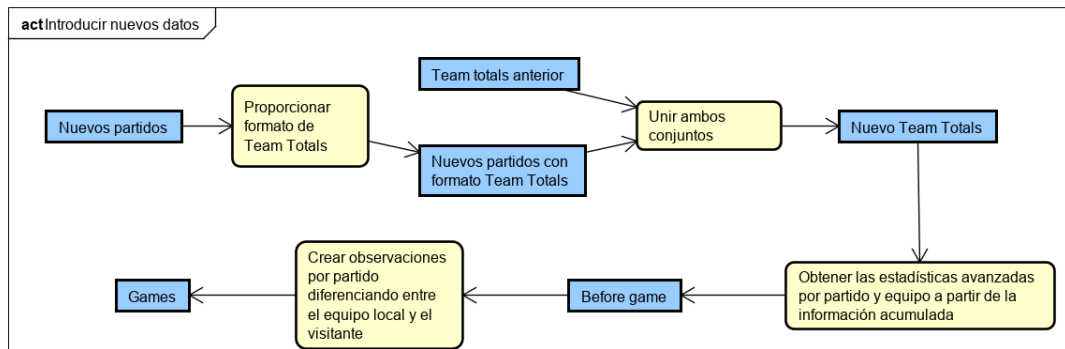 act Introducir nuevos datos
Team totals anterior
Nuevos partidos
Proporcionar
formato de
Team Totals
Nuevos partidos con
formato Team Totals
Unir ambos
conjuntos
Nuevo Team Totals
Obtener las estadísticas avanzadas
por partido y equipo a partir de la
información acumulada
Before game
Crear observaciones
por partido
diferenciando entre
el equipo local y el
visitante
Games